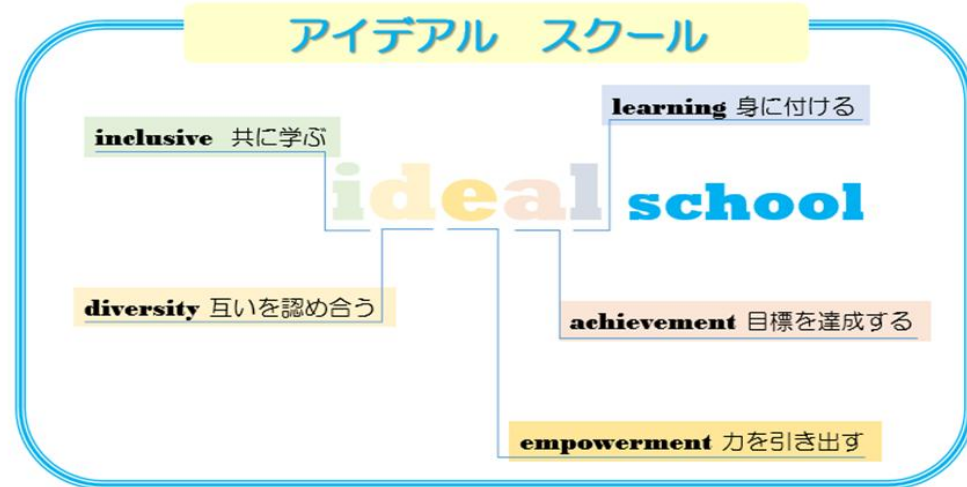 アイデアル　スクール
learning 身に付ける
inclusive 共に学ぶ
ideal school
diversity 互いを認め合う
achievement 目標を達成する
empowerment 力を引き出す